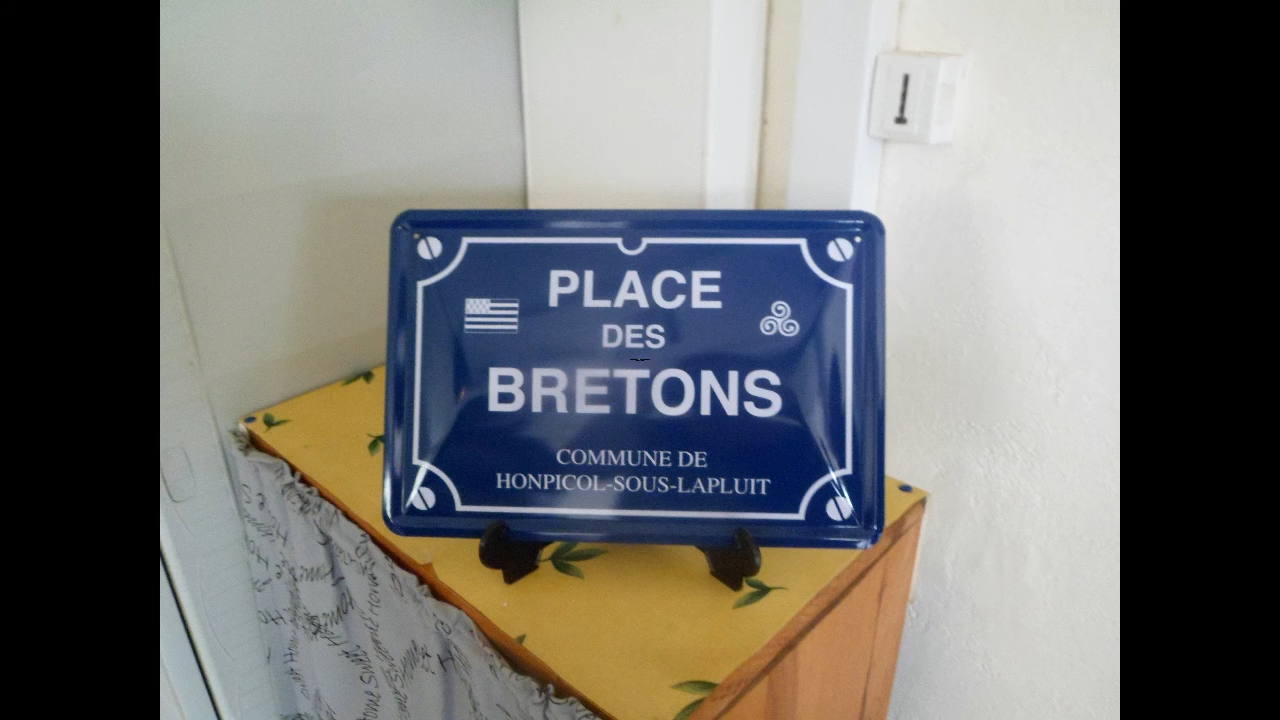 PLACE
DES
BRETONS
COMMUNE DE
HONPICOL-SOUS-LAPLUIT